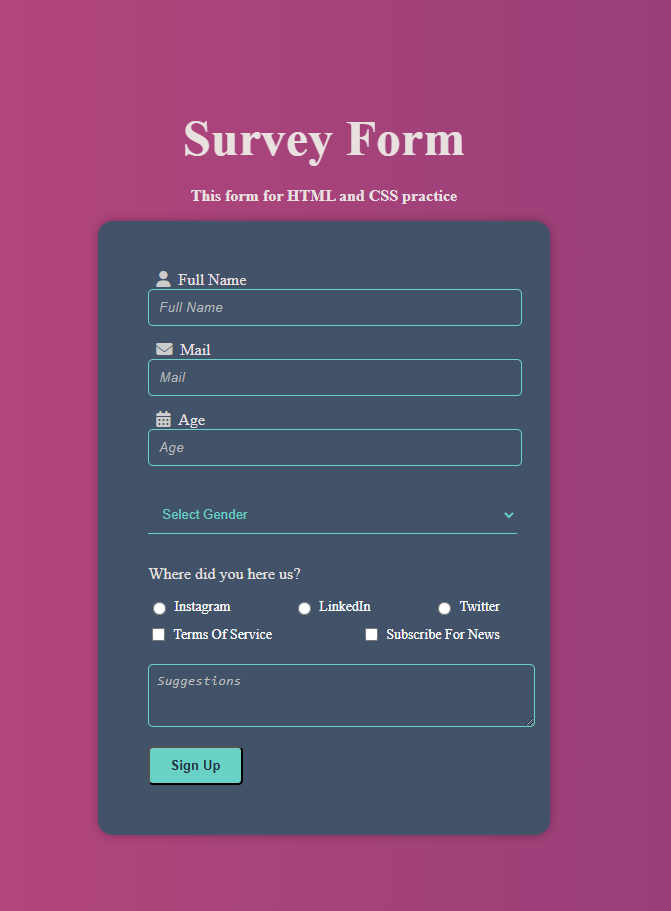 Survey Form
This form for HTML and CSS practice
Full Name
Full Name
Mail
Mail
Age
Age
Select Gender
Where did you here us?
Instagram LinkedIn Twitter
Terms Of Service Subscribe For News
Suggestions
Sign Up